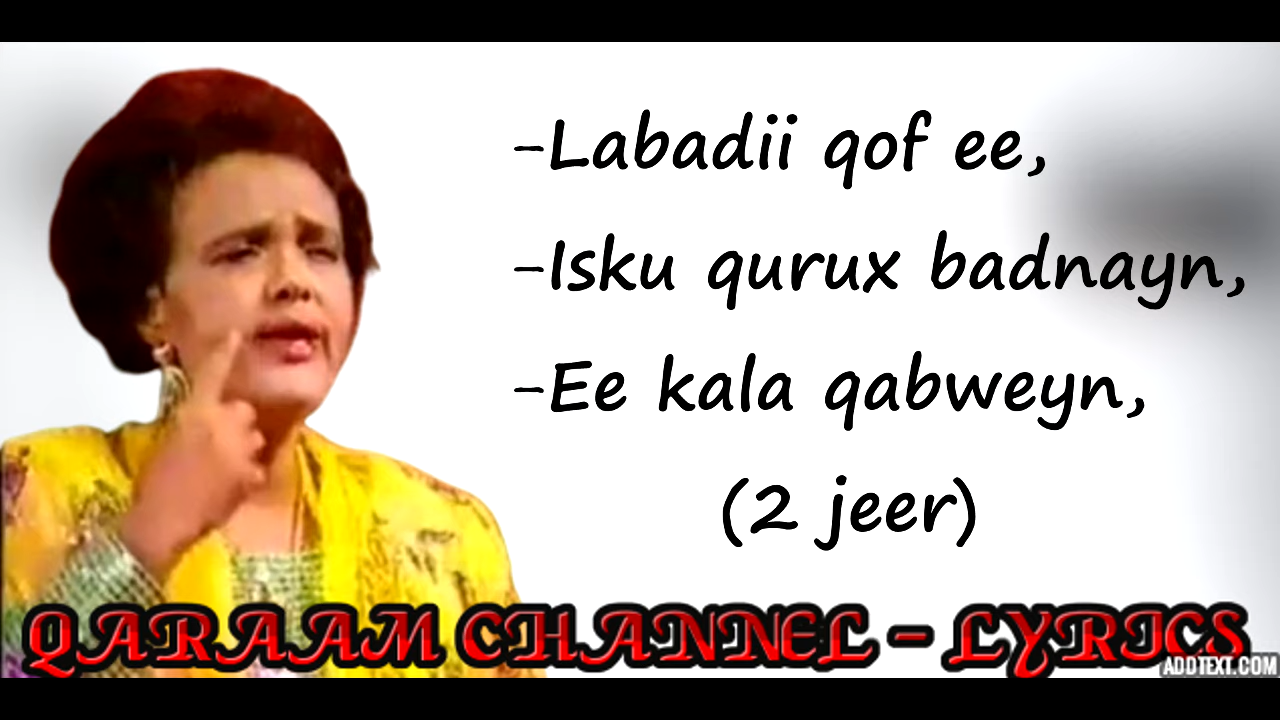 -Labadii qof ee,
-Isku qurux badnayn,
-Ee kala qabweyn,
(2 jeer)
QARAAM CHANNEL - LYRICS
ADDTEXT.COM